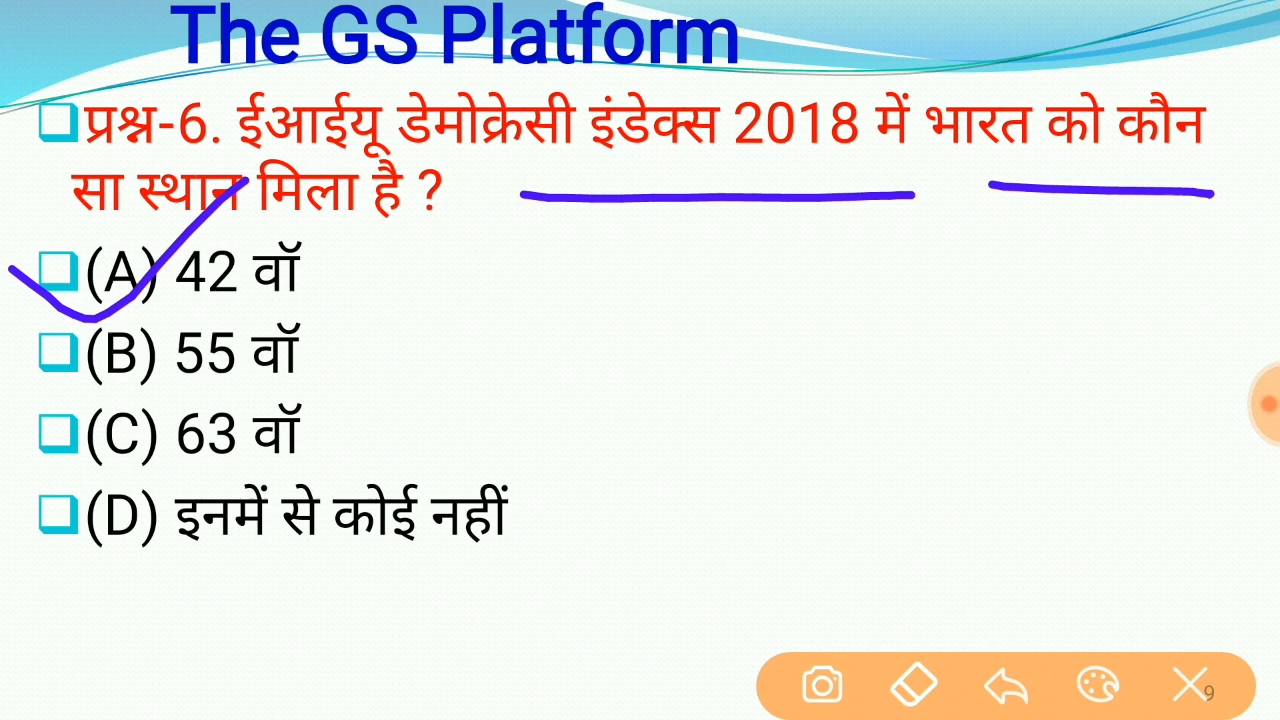 The GS Platform
प्रश्न-6. ईआईयू डेमोक्रेसी इंडेक्स 2018 में भारत को कौन
सा स्थान मिला है ?
(A) 42 वॉ
(B) 55 वॉ
(C) 63 वॉ
(D) इनमें से कोई नहीं
9